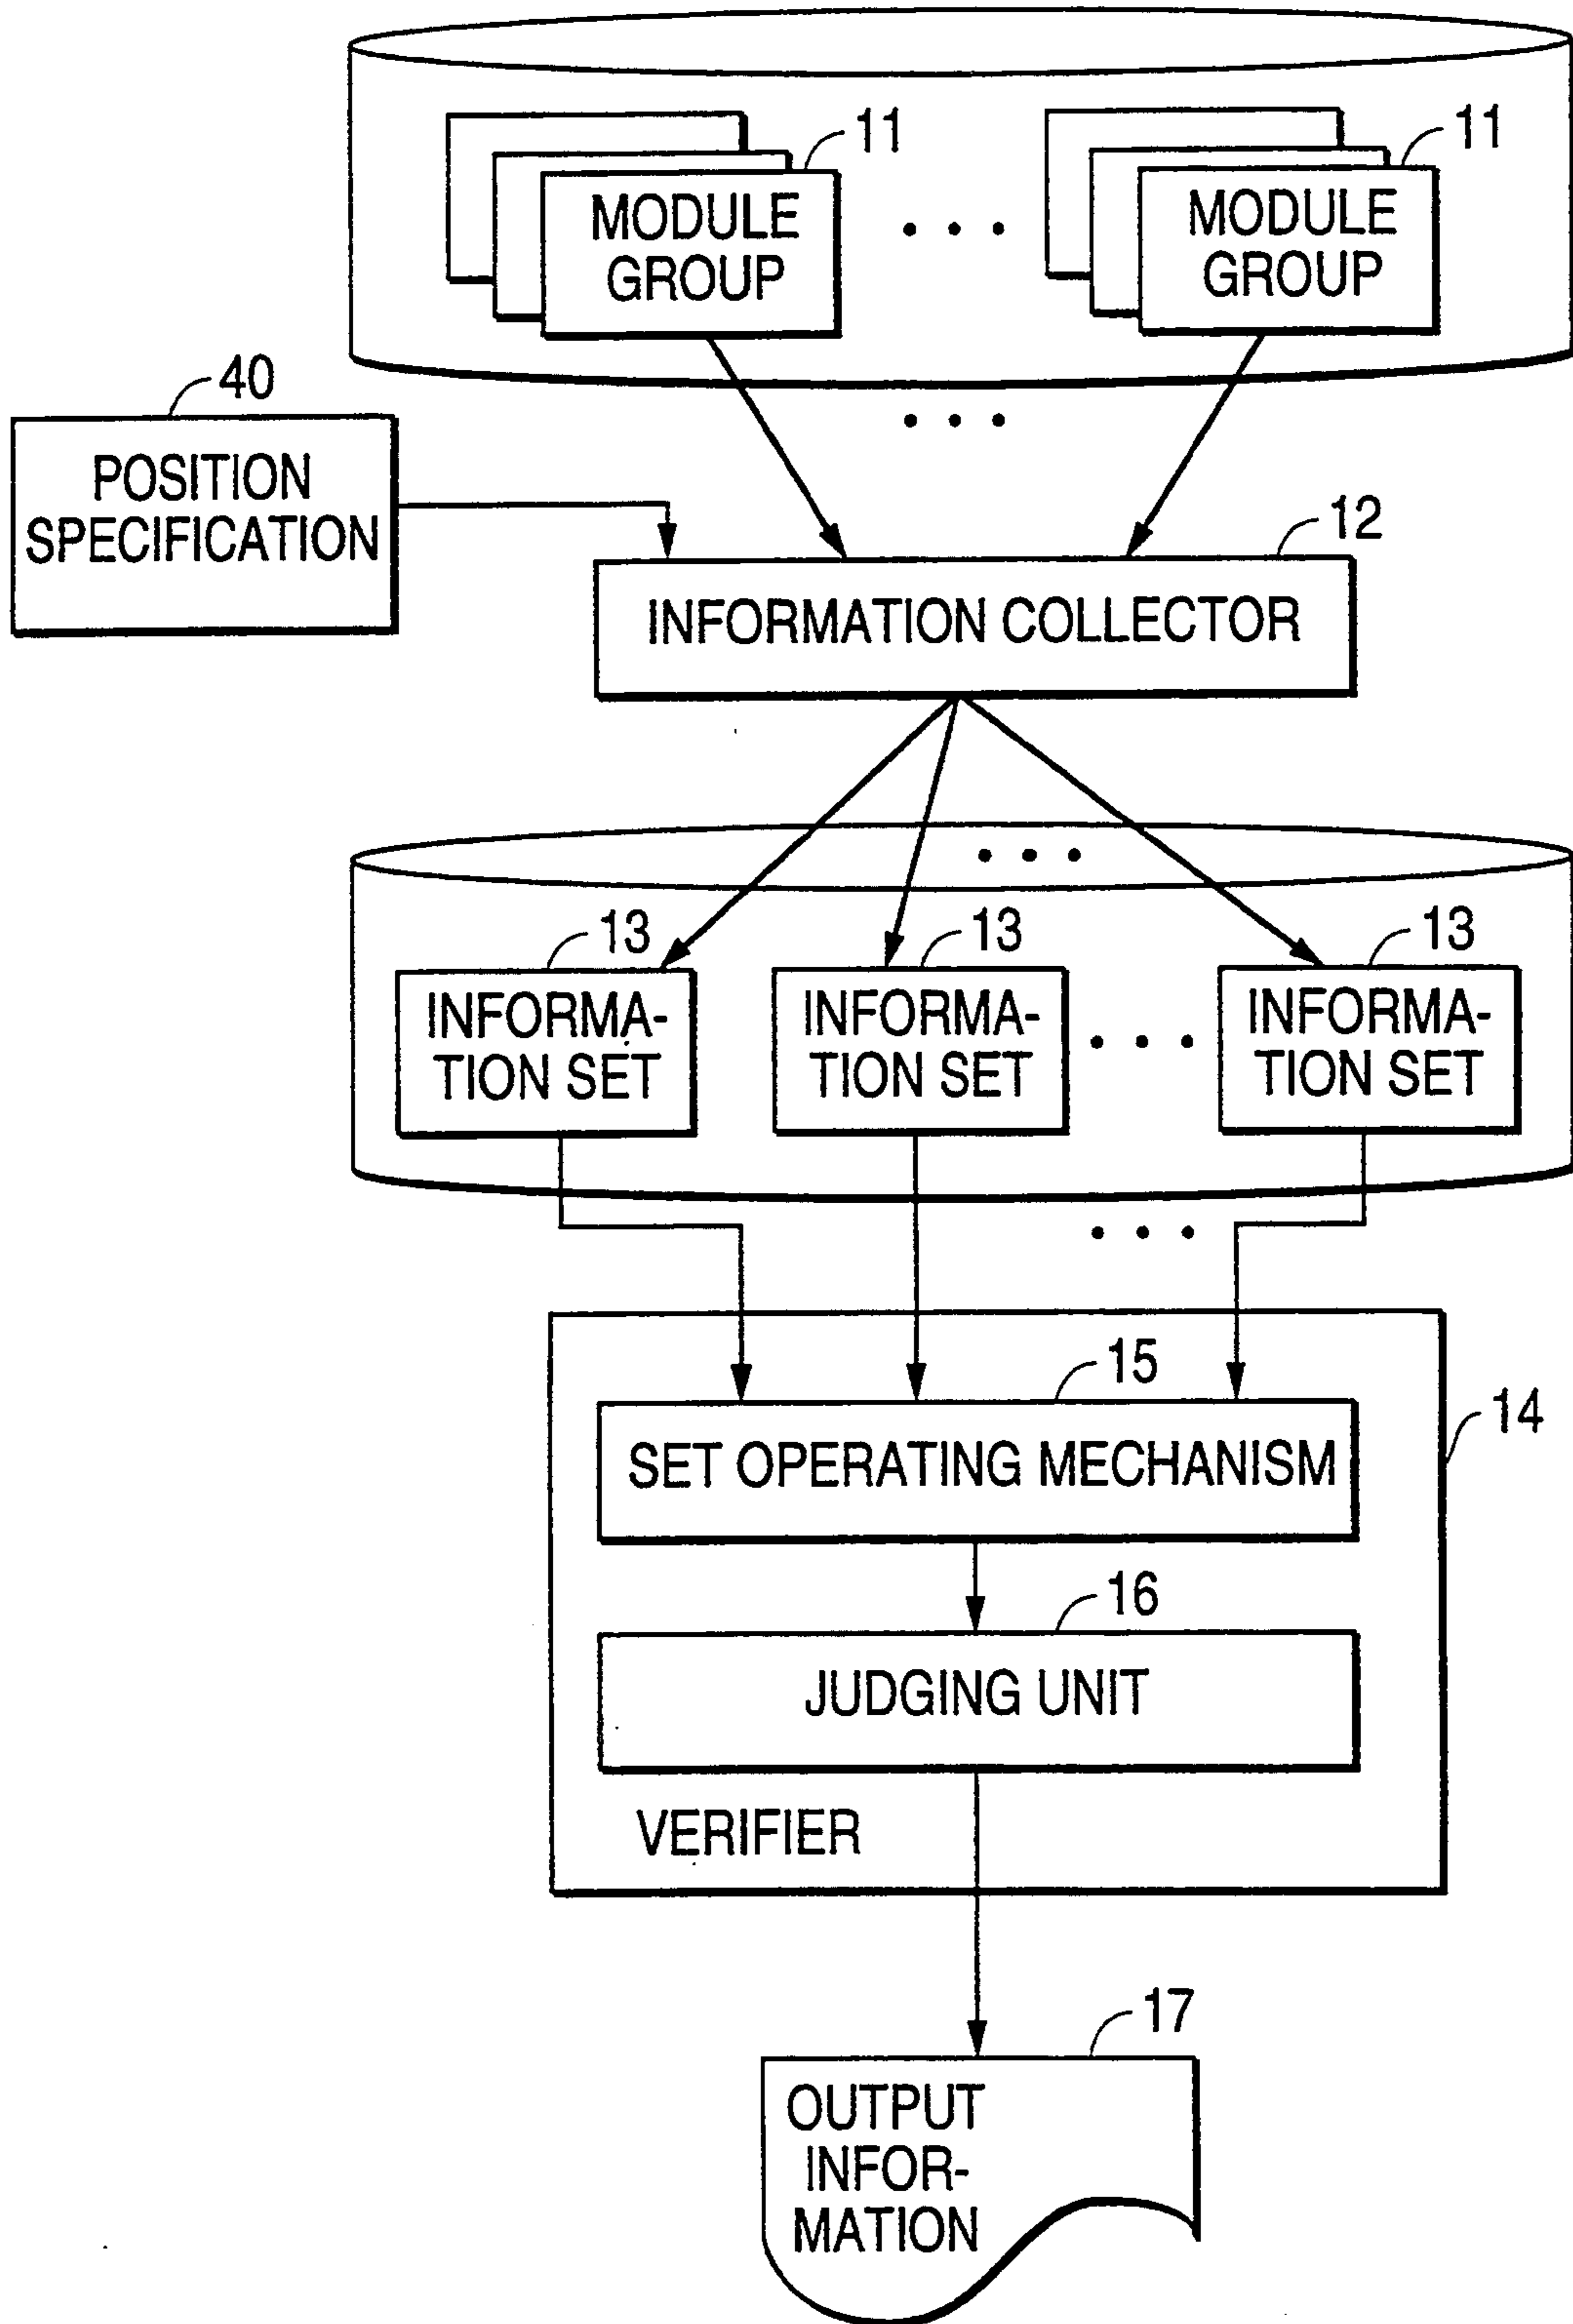 11
11
MODULE
GROUP
. . .
MODULE
GROUP
40
. . .
POSITION
SPECIFICATION
12
INFORMATION COLLECTOR
. . .
13
13
13
INFORMA-
TION SET
INFORMA-
TION SET
. . .
INFORMA-
TION SET
. . .
15
14
SET OPERATING MECHANISM
16
JUDGING UNIT
VERIFIER
17
OUTPUT
INFOR-
MATION